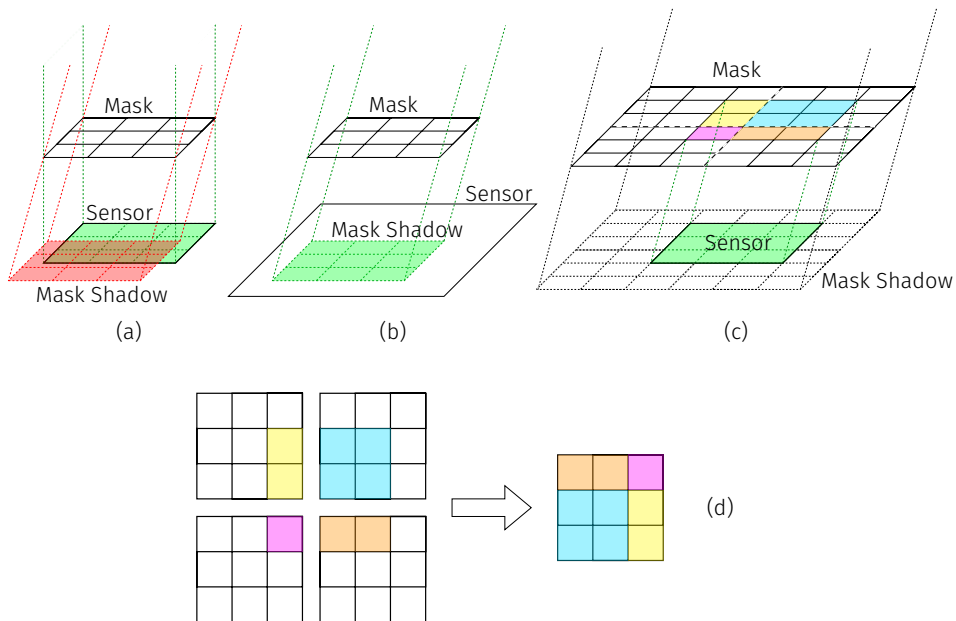 Mask
Sensor
Mask Shadow
(a)
Mask
Sensor
Mask Shadow
(b)
Mask
Sensor
Mask Shadow
(c)
(d)